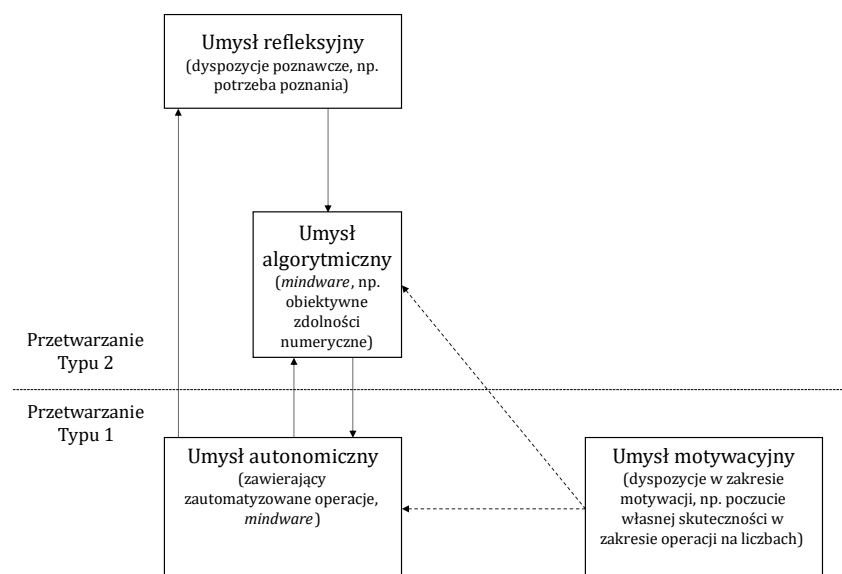 Umysł refleksyjny
(dyspozycje poznawcze, np.
potrzeba poznania)
Umysł
algorytmiczny
(mindware, np.
obiektywne
zdolności
numeryczne)
Przetwarzanie
Typu 2
Przetwarzanie
Typu 1
Umysł autonomiczny
(zawierający
zautomatyzowane operacje,
mindware)
Umysł motywacyjny
(dyspozycje w zakresie
motywacji, np. poczucie
własnej skuteczności w
zakresie operacji na liczbach)